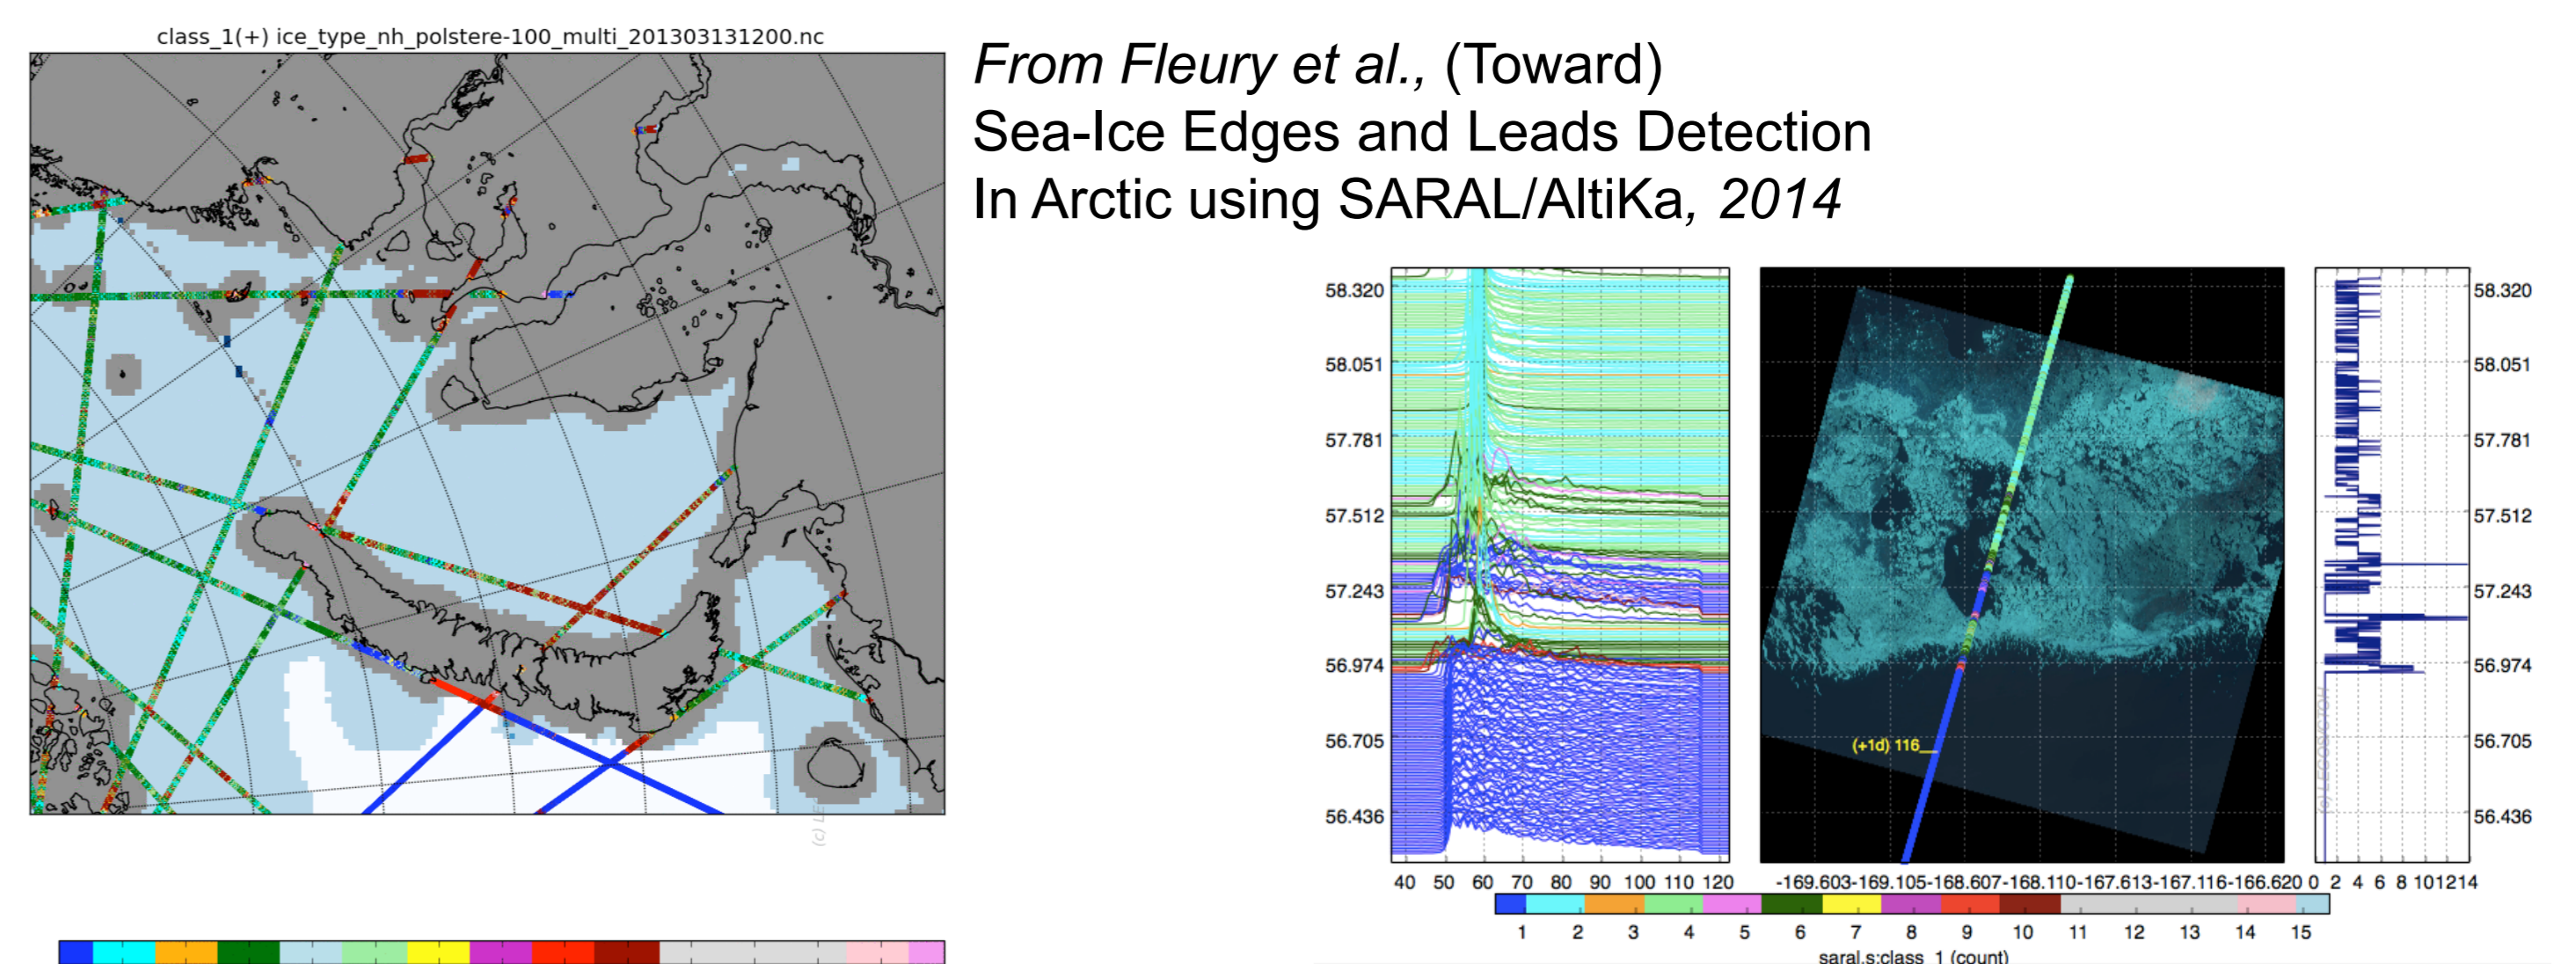 class_1(+) ice_type_nh_polstere-100_multi_201303131200.nc
From Fleury et al., (Toward)
Sea-Ice Edges and Leads Detection
In Arctic using SARAL/AltiKa, 2014
58.320
58.051
57.781
57.512
57.243
56.974
56.705
56.436
40 50 60 70 80 90 100 110 120
(+1d) 116
-169.603-169.105-168.607-168.110-167.613-167.116-166.620
58.320
58.051
57.781
57.512
57.243
56.974
56.705
56.436
0 2 4 6 8 101214
1 2 3 4 5 6 7 8 9 10 11 12 13 14 15
saral.s:class_1 (count)
(c)